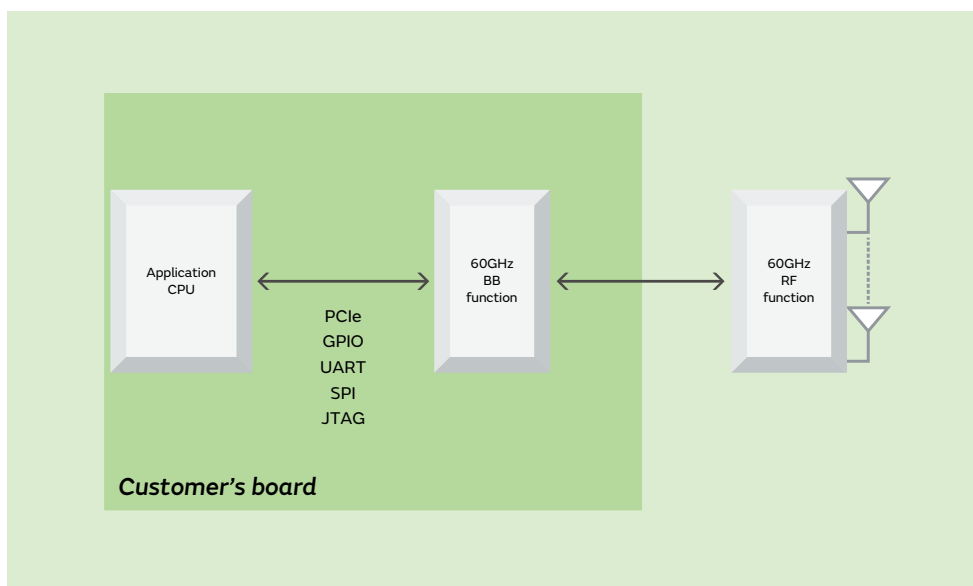 Application
CPU
60GHz
BB
function
60GHz
RF
function
PCIe
GPIO
UART
SPI
JTAG
Customer’s board